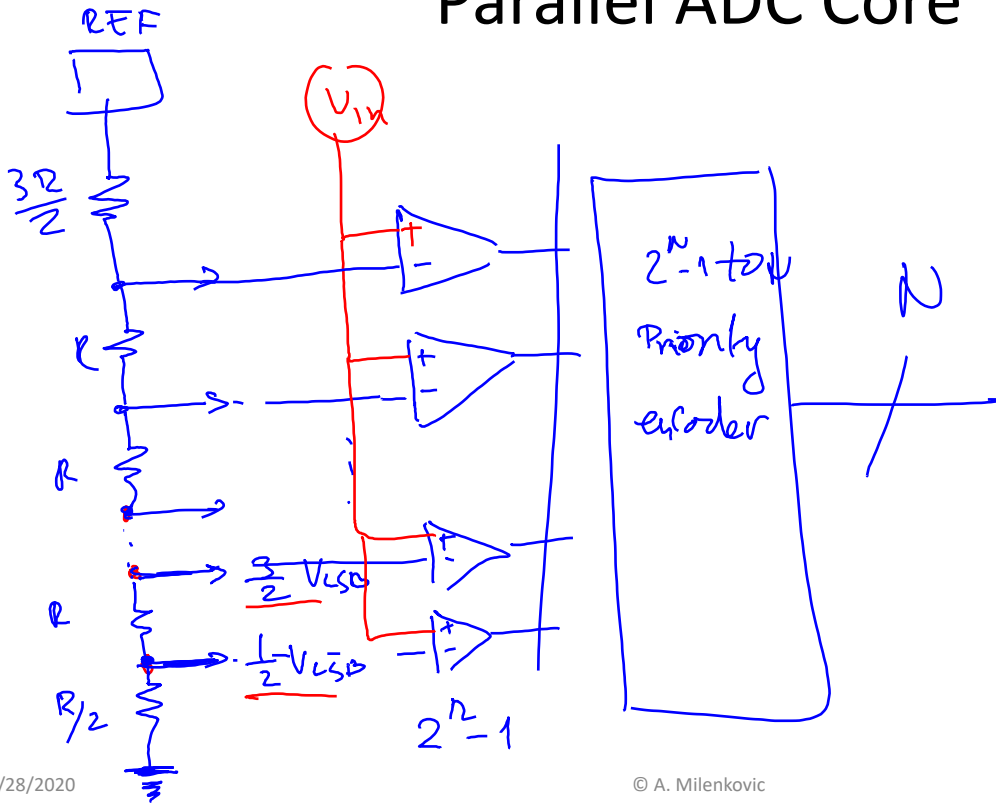 Parallel ADC Core
REF
Vin
3R/2
+
-
R
+
-
2^N-1 to N
Priority
encoder
N
R
+
-
3/2 VLSB
R
+
-
1/2 VLSB
R/2
2^n-1
/28/2020
© A. Milenkovic